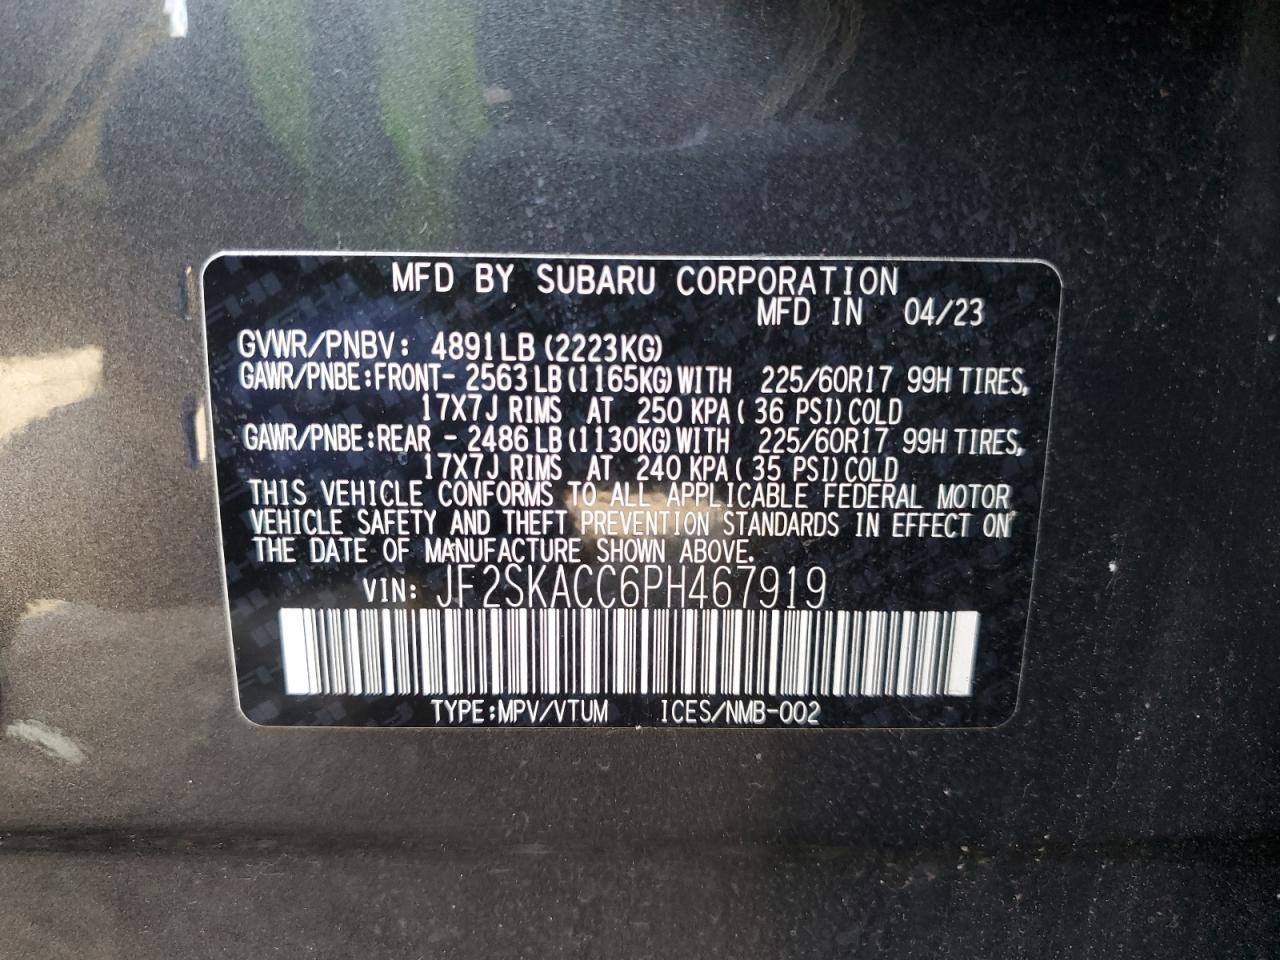 MFD BY SUBARU CORPORATION
MFD IN 04/23
GVWR/PNBV: 4891LB (2223KG)
GAWR/PNBE:FRONT- 2563LB(1165KG)WITH 225/60R17 99H TIRES,
17X7J RIMS AT 250 KPA( 36 PSI)COLD
GAWR/PNBE:REAR - 2486LB(1130KG)WITH 225/60R17 99H TIRES,
17X7J RIMS AT 240 KPA( 35 PSI)COLD
THIS VEHICLE CONFORMS TO ALL APPLICABLE FEDERAL MOTOR
VEHICLE SAFETY AND THEFT PREVENTION STANDARDS IN EFFECT ON
THE DATE OF MANUFACTURE SHOWN ABOVE.
VIN: JF2SKACC6PH467919
TYPE:MPV/VTUM ICES/NMB-002